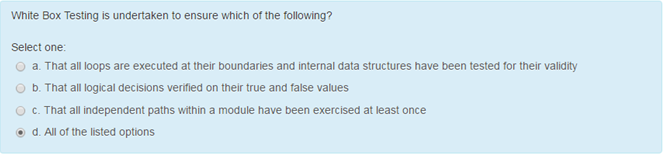 White Box Testing is undertaken to ensure which of the following?
Select one:
a. That all loops are executed at their boundaries and internal data structures have been tested for their validity
b. That all logical decisions verified on their true and false values
c. That all independent paths within a module have been exercised at least once
d. All of the listed options